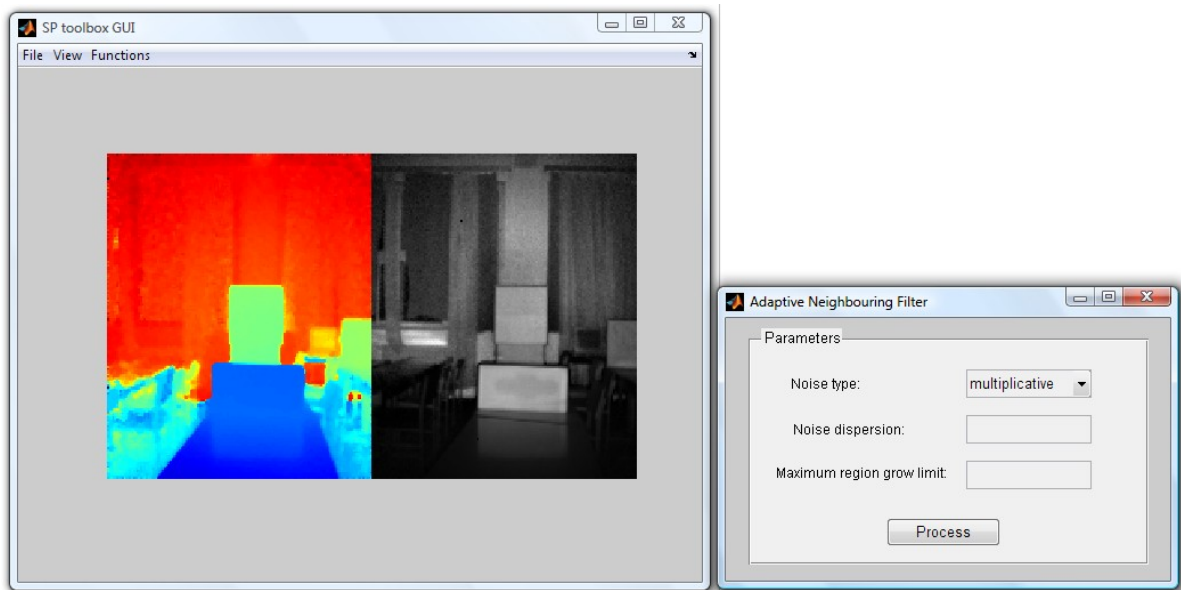 SP toolbox GUI
File View Functions
Adaptive Neighbouring Filter
Parameters
Noise type: multiplicative
Noise dispersion:
Maximum region grow limit:
Process